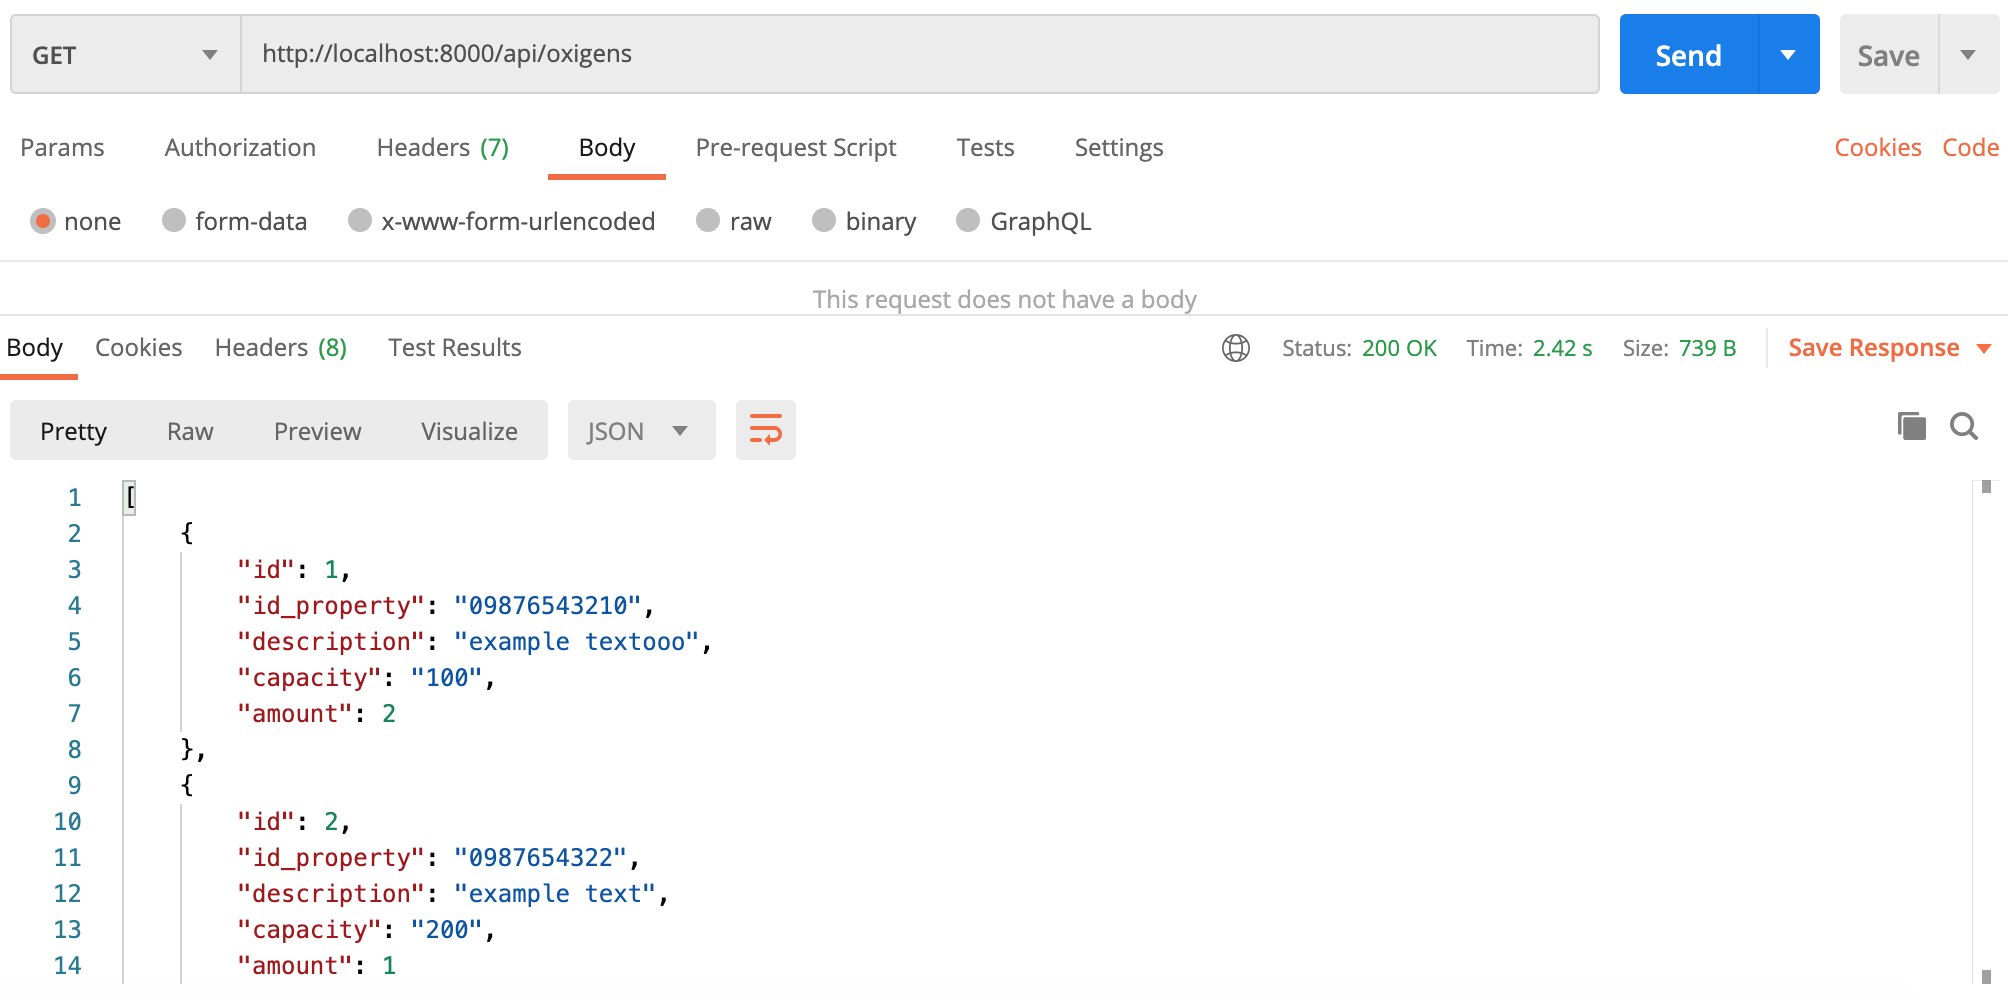 GET http://localhost:8000/api/oxigens Send Save
Params Authorization Headers (7) Body Pre-request Script Tests Settings Cookies Code
none form-data x-www-form-urlencoded raw binary GraphQL
This request does not have a body
Body Cookies Headers (8) Test Results Status: 200 OK Time: 2.42 s Size: 739 B Save Response
Pretty Raw Preview Visualize JSON
1 [
2 {
3 "id": 1,
4 "id_property": "09876543210",
5 "description": "example textooo",
6 "capacity": "100",
7 "amount": 2
8 },
9 {
10 "id": 2,
11 "id_property": "0987654322",
12 "description": "example text",
13 "capacity": "200",
14 "amount": 1